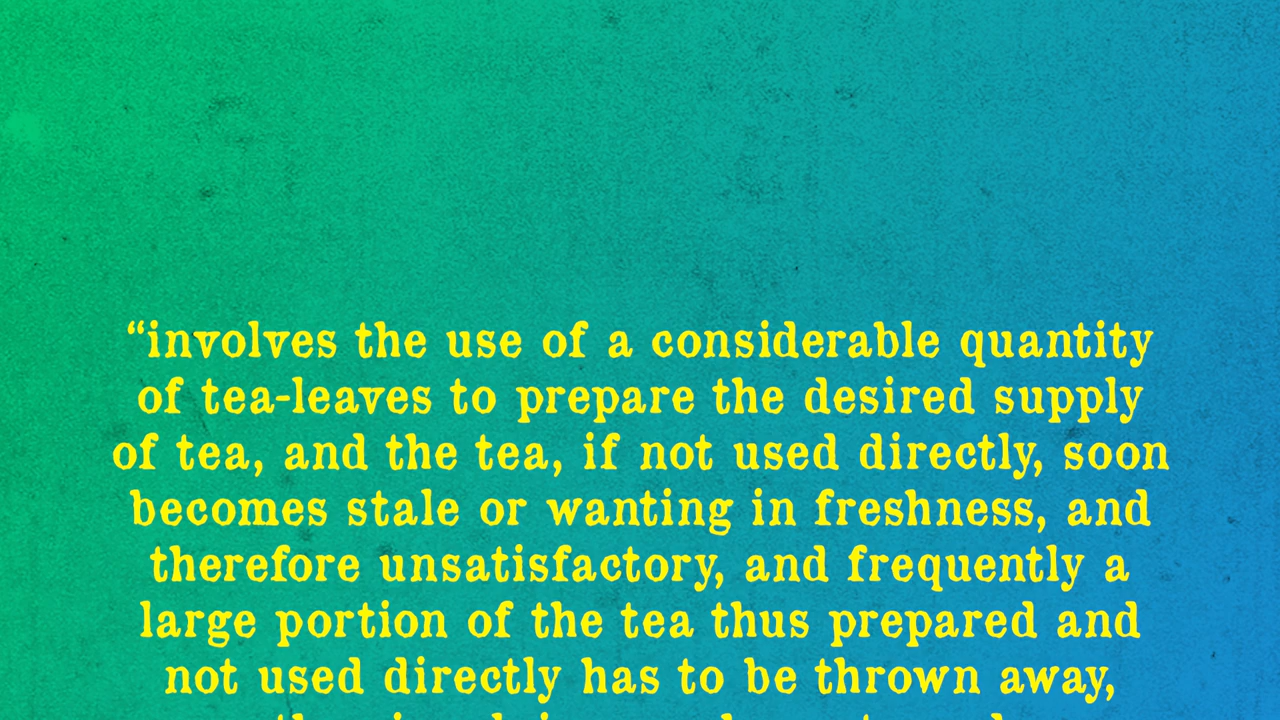 “involves the use of a considerable quantity
of tea-leaves to prepare the desired supply
of tea, and the tea, if not used directly, soon
becomes stale or wanting in freshness, and
therefore unsatisfactory, and frequently a
large portion of the tea thus prepared and
not used directly has to be thrown away,